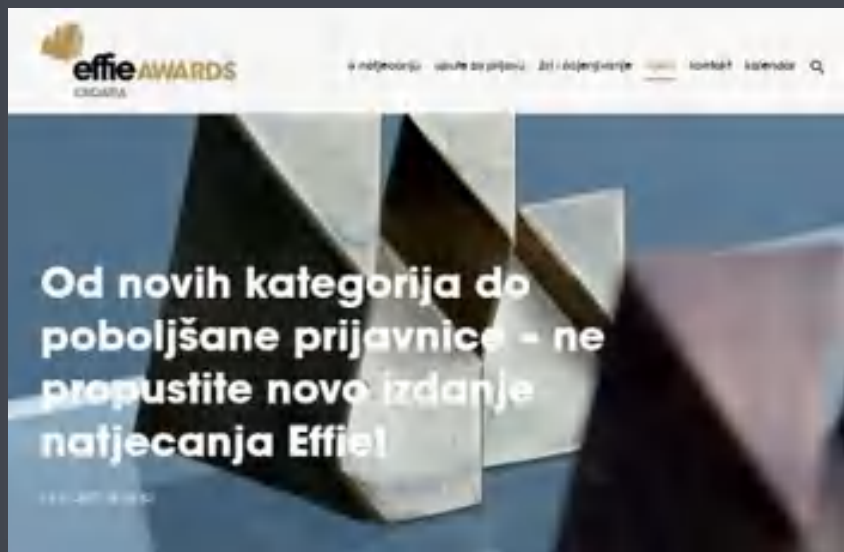 effie AWARDS
CROATIA
o natjecanju upute za prijavu žiri i ocjenjivanje kontakt kalendar
Od novih kategorija do
poboljšane prijavnice – ne
propustite novo izdanje
natjecanja Effie!